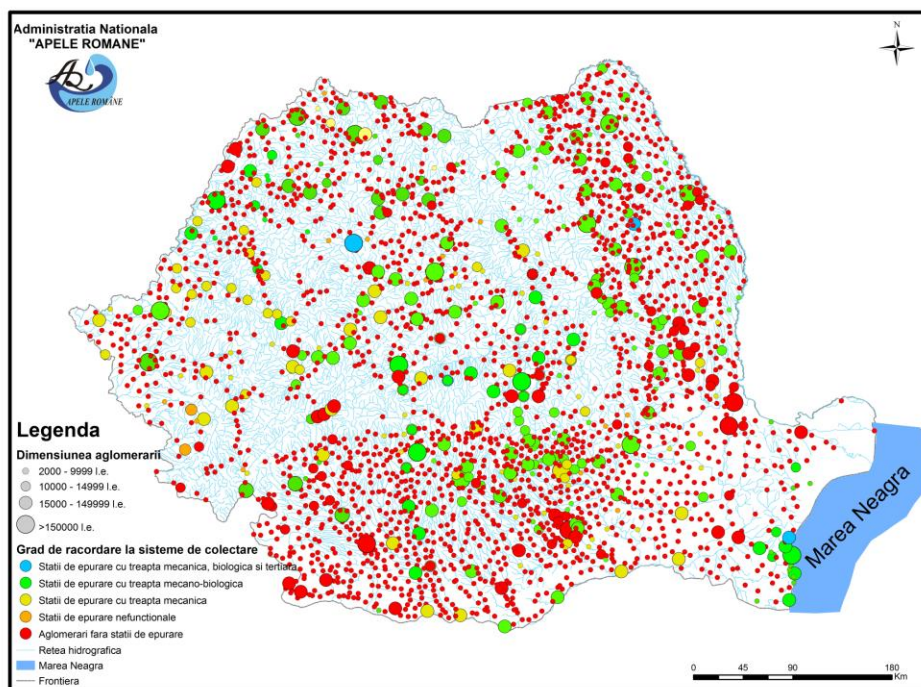 Administratia Nationala
"APELE ROMANE"
APELE ROMÂNE
N
Legenda
Dimensiunea aglomerarii
2000 - 9999 l.e.
10000 - 14999 l.e.
15000 - 149999 l.e.
>150000 l.e.
Grad de racordare la sisteme de colectare
Statii de epurare cu treapta mecanica, biologica si tertiara
Statii de epurare cu treapta mecano-biologica
Statii de epurare cu treapta mecanica
Statii de epurare nefunctionale
Aglomerari fara statii de epurare
Retea hidrografica
Marea Neagra
Frontiera
Marea Neagra
0 45 90 180
Km